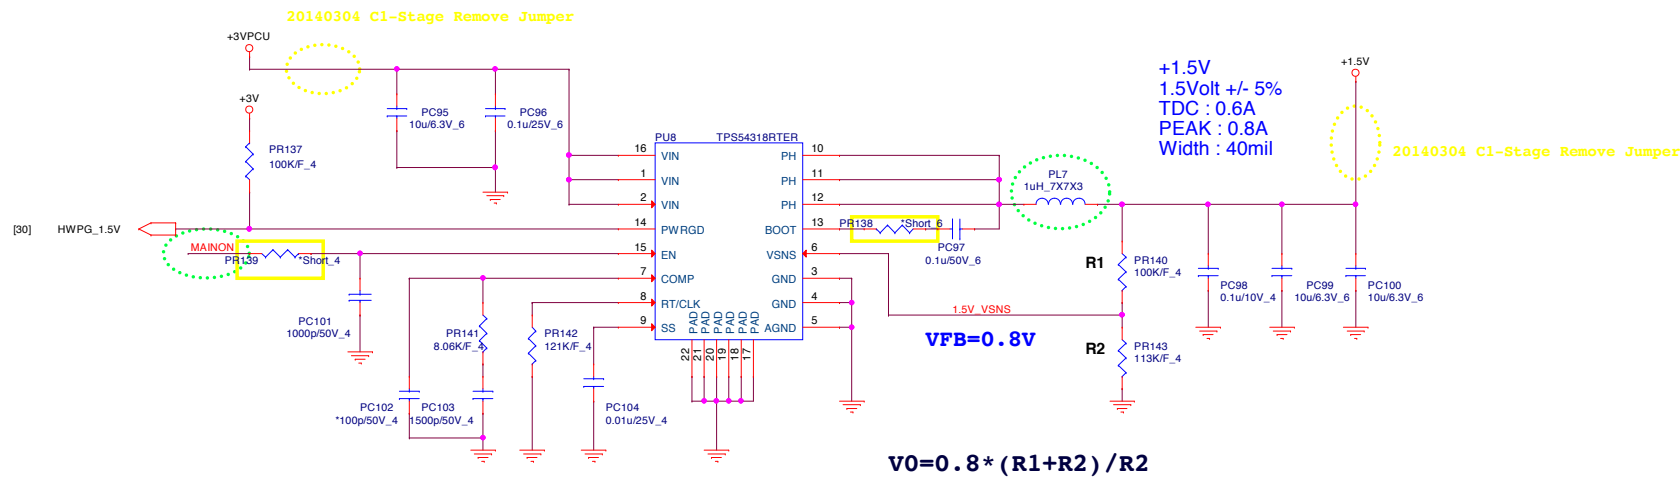 20140304 C1-Stage Remove Jumper
+3VPCU
+3V
PR137
100K/F_4
PC95
10u/6.3V_6
PC96
0.1u/25V_6
[30] HWPG_1.5V
MAINON
PR139 *Short_4
PC101
1000p/50V_4
PC102
*100p/50V_4
PR141
8.06K/F_4
PC103
1500p/50V_4
PR142
121K/F_4
PC104
0.01u/25V_4
PU8 TPS54318RTER
16 VIN
1 VIN
2 VIN
14 PWRGD
15 EN
7 COMP
8 RT/CLK
9 SS
PH 10
PH 11
PH 12
BOOT 13
VSNS 6
GND 3
GND 4
AGND 5
PAD PAD PAD PAD PAD PAD
22 21 20 19 18 17
PR138 *Short_6
PC97
0.1u/50V_6
PL7
1uH_7X7X3
+1.5V
1.5Volt +/- 5%
TDC : 0.6A
PEAK : 0.8A
Width : 40mil
+1.5V
20140304 C1-Stage Remove Jumper
R1
PR140
100K/F_4
PC98
0.1u/10V_4
PC99
10u/6.3V_6
PC100
10u/6.3V_6
1.5V_VSNS
VFB=0.8V
R2
PR143
113K/F_4
VO=0.8*(R1+R2)/R2